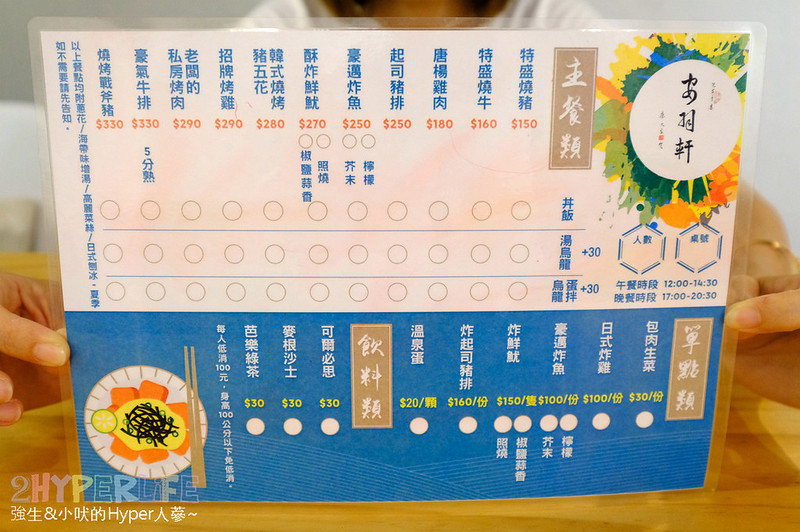 安羽軒
桌號
人數
午餐時段 12:00-14:30
晚餐時段 17:00-20:30
主餐類
特盛燒豬 $150
特盛燒牛 $160
唐楊雞肉 $180
起司豬排 $250
豪邁炸魚 $250
檸檬
芥末
酥炸鮮魷 $270
照燒
椒鹽蒜香
韓式燒烤豬五花 $280
招牌烤雞 $290
老闆的私房烤肉 $290
豪氣牛排 $330
5分熟
燒烤戰斧豬 $330
以上餐點均附蔥花/海帶味增湯/高麗菜絲/日式刨冰-夏季
如不需要請先告知。
丼飯
湯烏龍 +30
蛋拌烏龍 +30
單點類
包肉生菜 $30/份
日式炸雞 $100/份
豪邁炸魚 $100/份
檸檬
芥末
炸鮮魷 $150/隻
椒鹽蒜香
照燒
炸起司豬排 $160/份
溫泉蛋 $20/顆
飲料類
可爾必思 $30
麥根沙士 $30
芭樂綠茶 $30
每人低消100元，身高100公分以下免低消。
2HYPERLIFE
強生&小吠的Hyper人蔘~